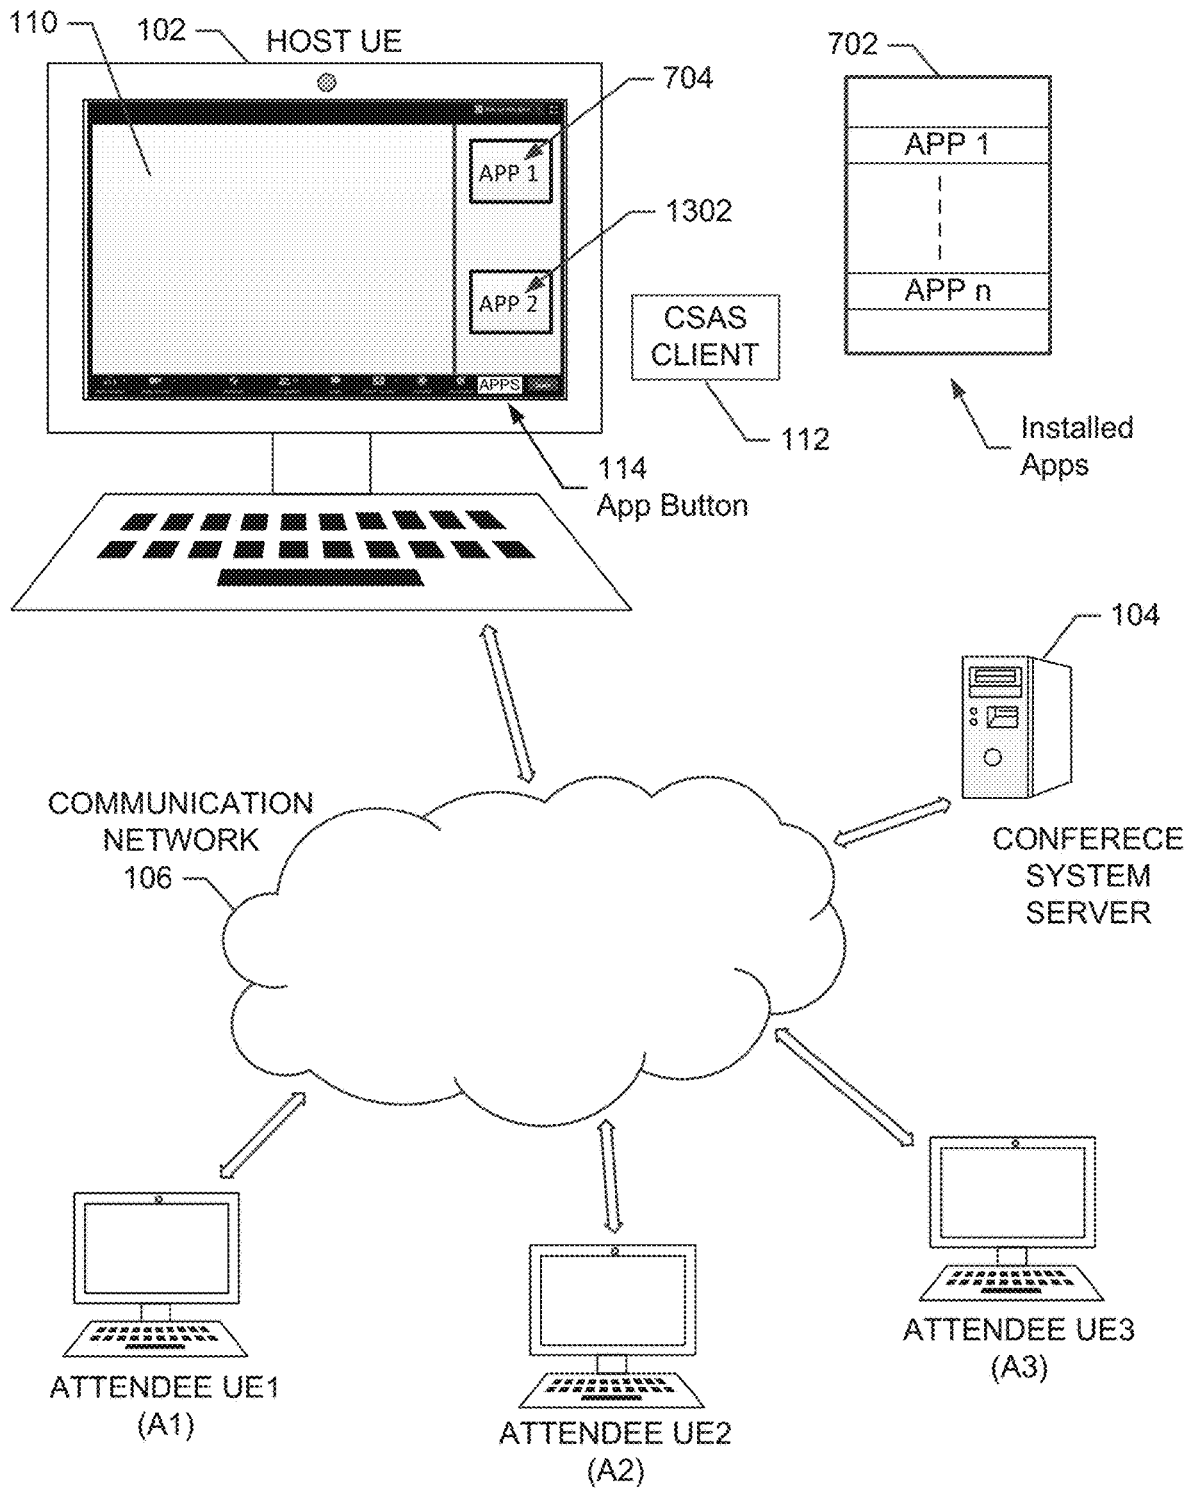 110
102
HOST UE
702
704
APP 1
APP 1
1302
APP 2
APP n
CSAS
CLIENT
APPS
112
Installed
Apps
114
App Button
104
COMMUNICATION
NETWORK
106
CONFERECE
SYSTEM
SERVER
ATTENDEE UE3
(A3)
ATTENDEE UE1
(A1)
ATTENDEE UE2
(A2)